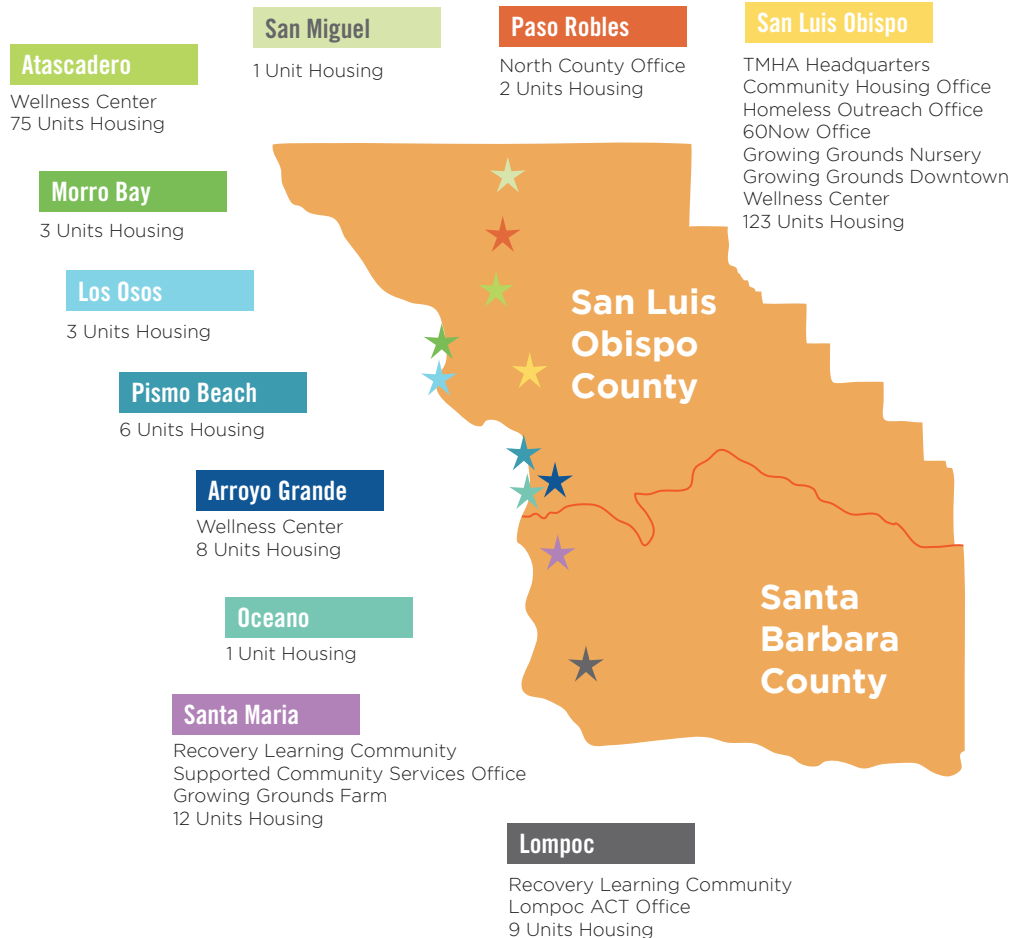 San Miguel
1 Unit Housing
Paso Robles
North County Office
2 Units Housing
San Luis Obispo
TMHA Headquarters
Community Housing Office
Homeless Outreach Office
60Now Office
Growing Grounds Nursery
Growing Grounds Downtown
Wellness Center
123 Units Housing
Atascadero
Wellness Center
75 Units Housing
Morro Bay
3 Units Housing
Los Osos
3 Units Housing
Pismo Beach
6 Units Housing
Arroyo Grande
Wellness Center
8 Units Housing
Oceano
1 Unit Housing
Santa Maria
Recovery Learning Community
Supported Community Services Office
Growing Grounds Farm
12 Units Housing
Lompoc
Recovery Learning Community
Lompoc ACT Office
9 Units Housing
San Luis
Obispo
County
Santa
Barbara
County